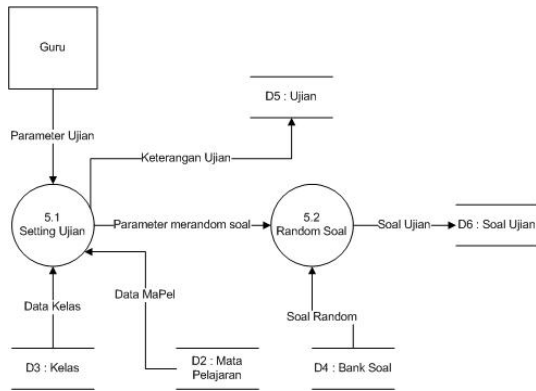 Guru
D5 : Ujian
Parameter Ujian
Keterangan Ujian
5.1
Setting Ujian
Parameter merandom soal
5.2
Random Soal
Soal Ujian
D6 : Soal Ujian
Data Kelas
Data MaPel
Soal Random
D3 : Kelas
D2 : Mata
Pelajaran
D4 : Bank Soal